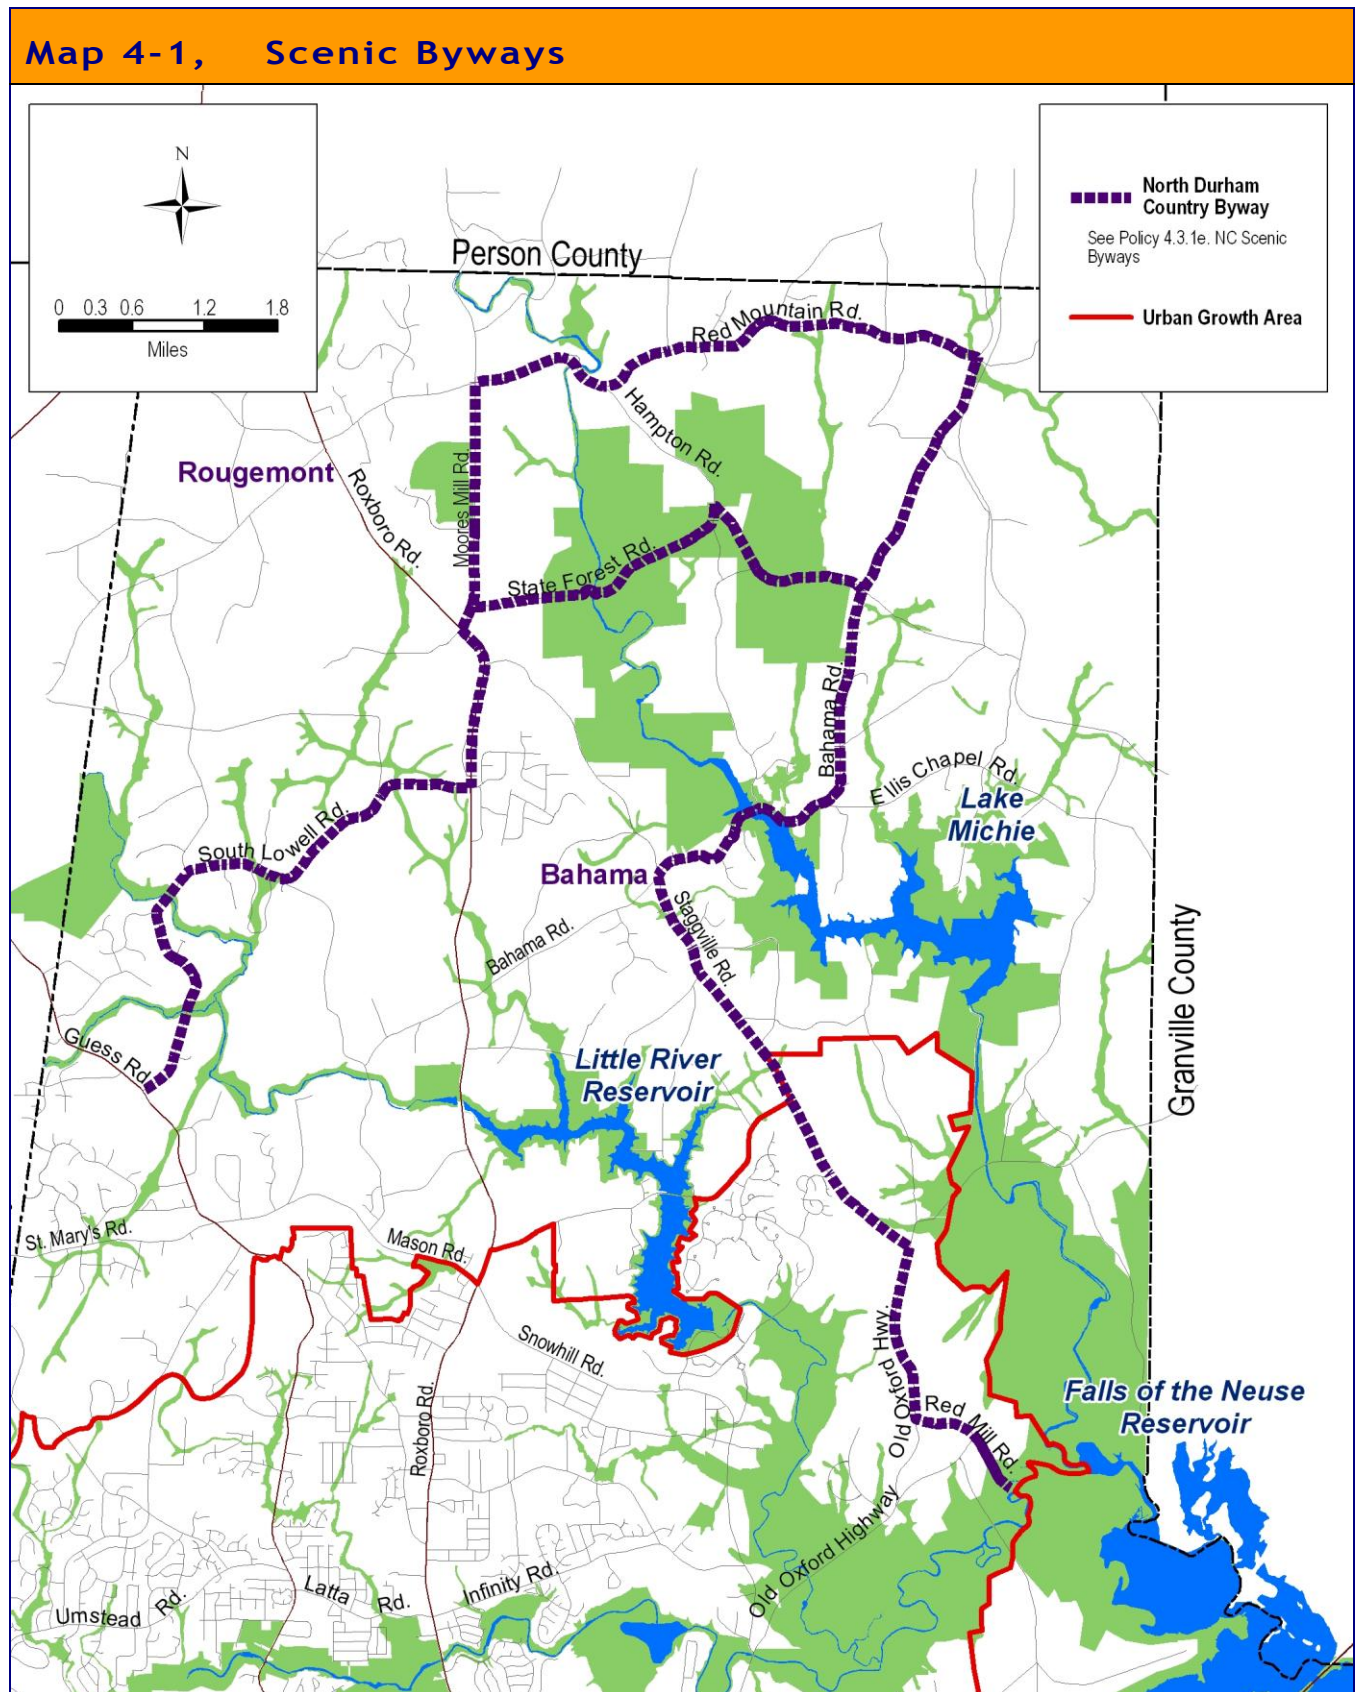 Map 4-1, Scenic Byways
N
0 0.3 0.6 1.2 1.8
Miles
North Durham
Country Byway
See Policy 4.3.1e. NC Scenic
Byways
Urban Growth Area
Person County
Red Mountain Rd.
Hampton Rd.
Rougemont
Roxboro Rd.
Moores Mill Rd.
State Forest Rd.
Bahama Rd.
Ellis Chapel Rd.
Lake
Michie
South Lowell Rd.
Bahama
Staggville Rd.
Bahama Rd.
Granville County
Guess Rd.
Little River
Reservoir
St. Mary's Rd.
Mason Rd.
Snowhill Rd.
Old Oxford Hwy.
Red Mill Rd.
Falls of the Neuse
Reservoir
Roxboro Rd.
Old Oxford Highway
Umstead Rd.
Latta Rd.
Infinity Rd.